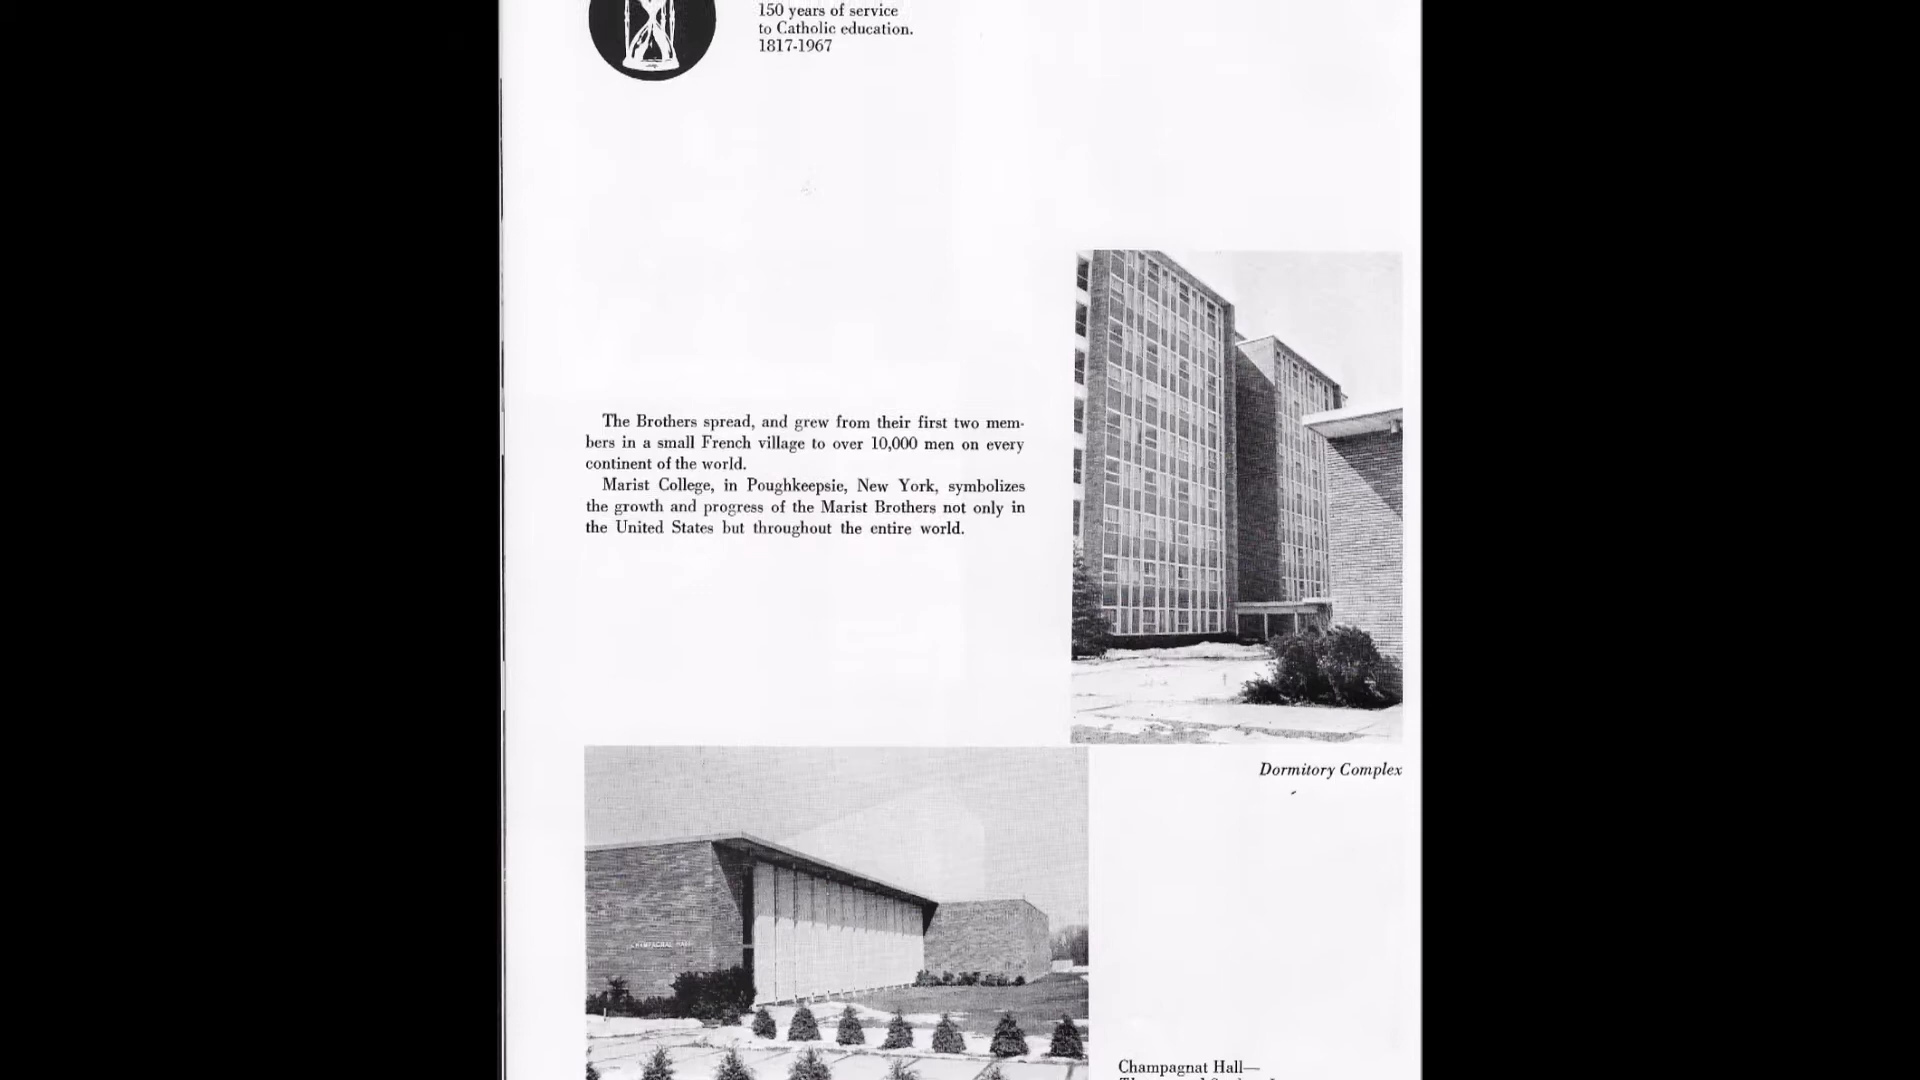 150 years of service
to Catholic education.
1817-1967
The Brothers spread, and grew from their first two mem-
bers in a small French village to over 10,000 men on every
continent of the world.
Marist College, in Poughkeepsie, New York, symbolizes
the growth and progress of the Marist Brothers not only in
the United States but throughout the entire world.
Dormitory Complex
CHAMPAGNAT HALL
Champagnat Hall—